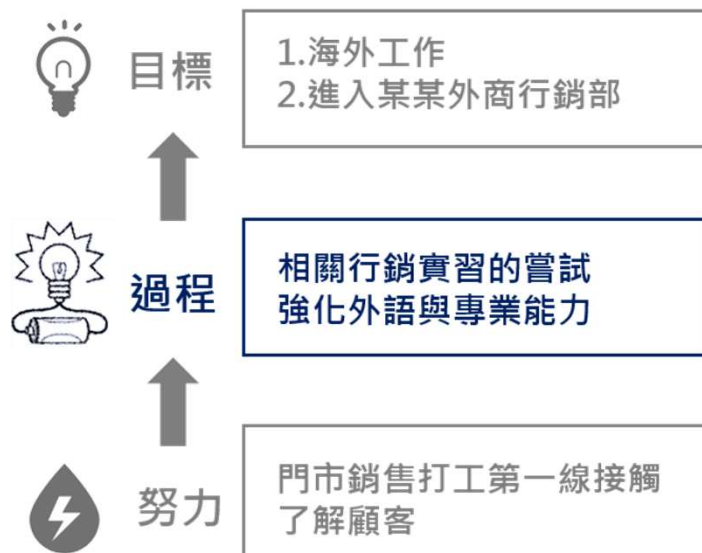 目標
1.海外工作
2.進入某某外商行銷部
過程
相關行銷實習的嘗試
強化外語與專業能力
努力
門市銷售打工第一線接觸
了解顧客